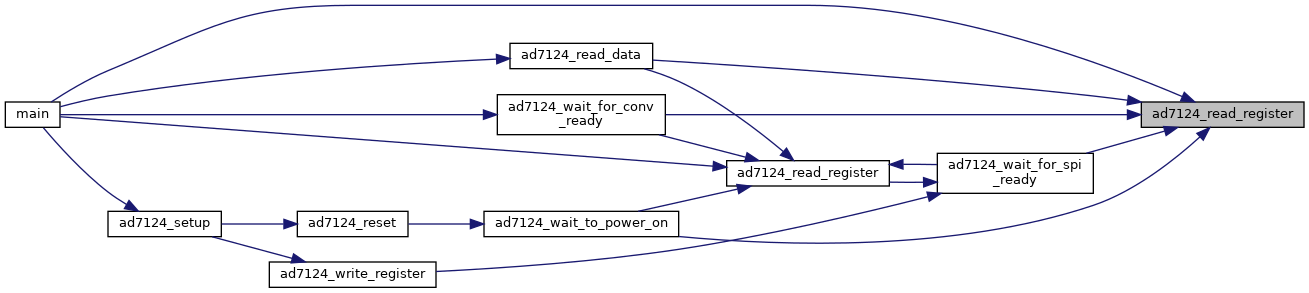 main
ad7124_read_data
ad7124_wait_for_conv
_ready
ad7124_read_register
ad7124_wait_for_spi
_ready
ad7124_read_register
ad7124_setup
ad7124_reset
ad7124_wait_to_power_on
ad7124_write_register